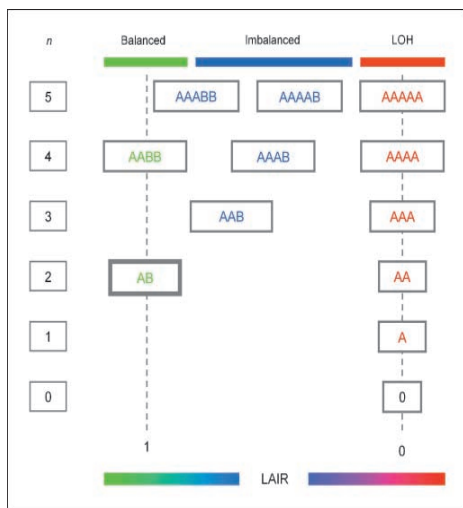 n Balanced Imbalanced LOH
5 AAABB AAAAB AAAAA
4 AABB AAAB AAAA
3 AAB AAA
2 AB AA
1 A
0 0
1 0
LAIR